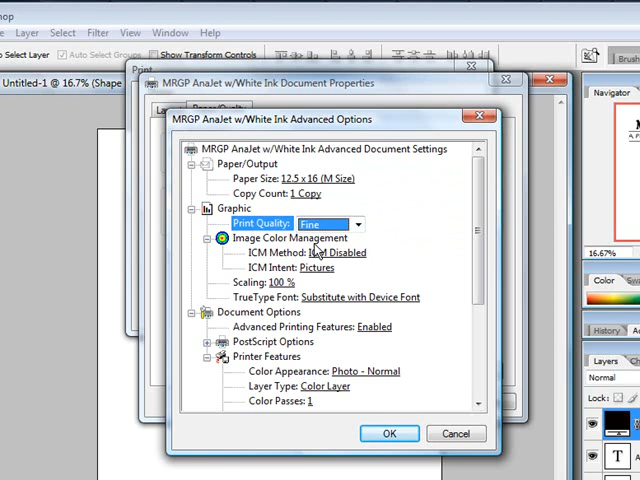 shop
Layer Select Filter View Window Help
Select Layer Auto Select Groups Show Transform Controls
Brush
Untitled-1 @ 16.7% (Shape
Print
MRGP AnaJet w/White Ink Document Properties
Paper/Quality
Navigator
MRGP AnaJet w/White Ink Advanced Options
MRGP AnaJet w/White Ink Advanced Document Settings
Paper/Output
Paper Size: 12.5 x 16 (M Size)
Copy Count: 1 Copy
Graphic
Print Quality: Fine
Image Color Management
ICM Method: ICM Disabled
16.67%
ICM Intent: Pictures
Color
Scaling: 100 %
TrueType Font: Substitute with Device Font
Document Options
Advanced Printing Features: Enabled
History
PostScript Options
Printer Features
Layers
Color Appearance: Photo - Normal
Normal
Layer Type: Color Layer
Lock:
Color Passes: 1
OK Cancel
T